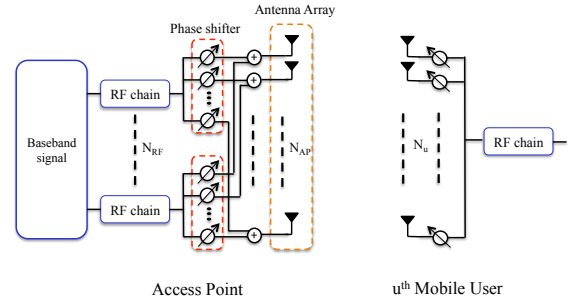 Antenna Array
Phase shifter
RF chain
Baseband
signal
N_RF
N_AP
RF chain
N_u
RF chain
Access Point
u^th Mobile User